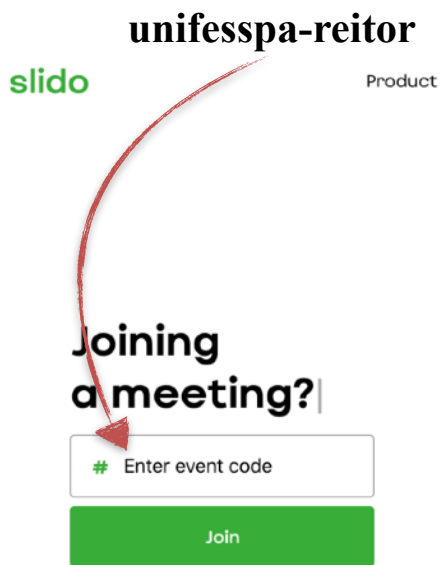 unifesspa-reitor
slido
Product
Joining
a meeting?
# Enter event code
Join